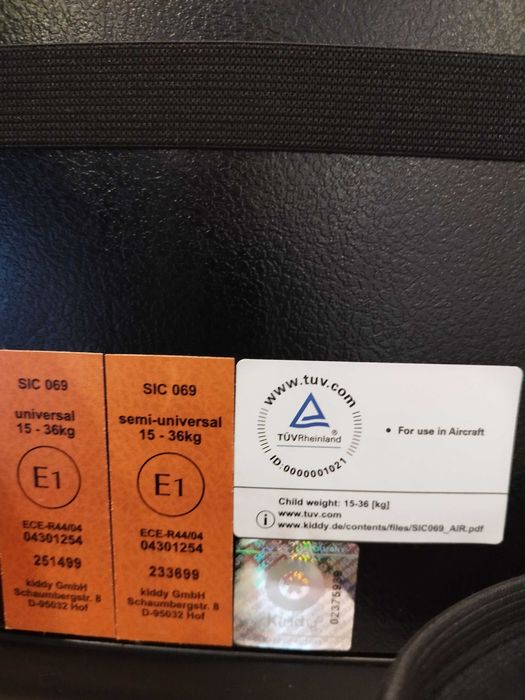 SIC 069
universal
15 - 36kg
E1
ECE-R44/04
04301254
251499
kiddy GmbH
Schaumbergstr. 8
D-95032 Hof
SIC 069
semi-universal
15 - 36kg
E1
ECE-R44/04
04301254
233699
kiddy GmbH
Schaumbergstr. 8
D-95032 Hof
www.tuv.com
TÜVRheinland®
ID:0000001021
• For use in Aircraft
Child weight: 15-36 [kg]
www.tuv.com
i www.kiddy.de/contents/files/SIC069_AIR.pdf
Kiddy